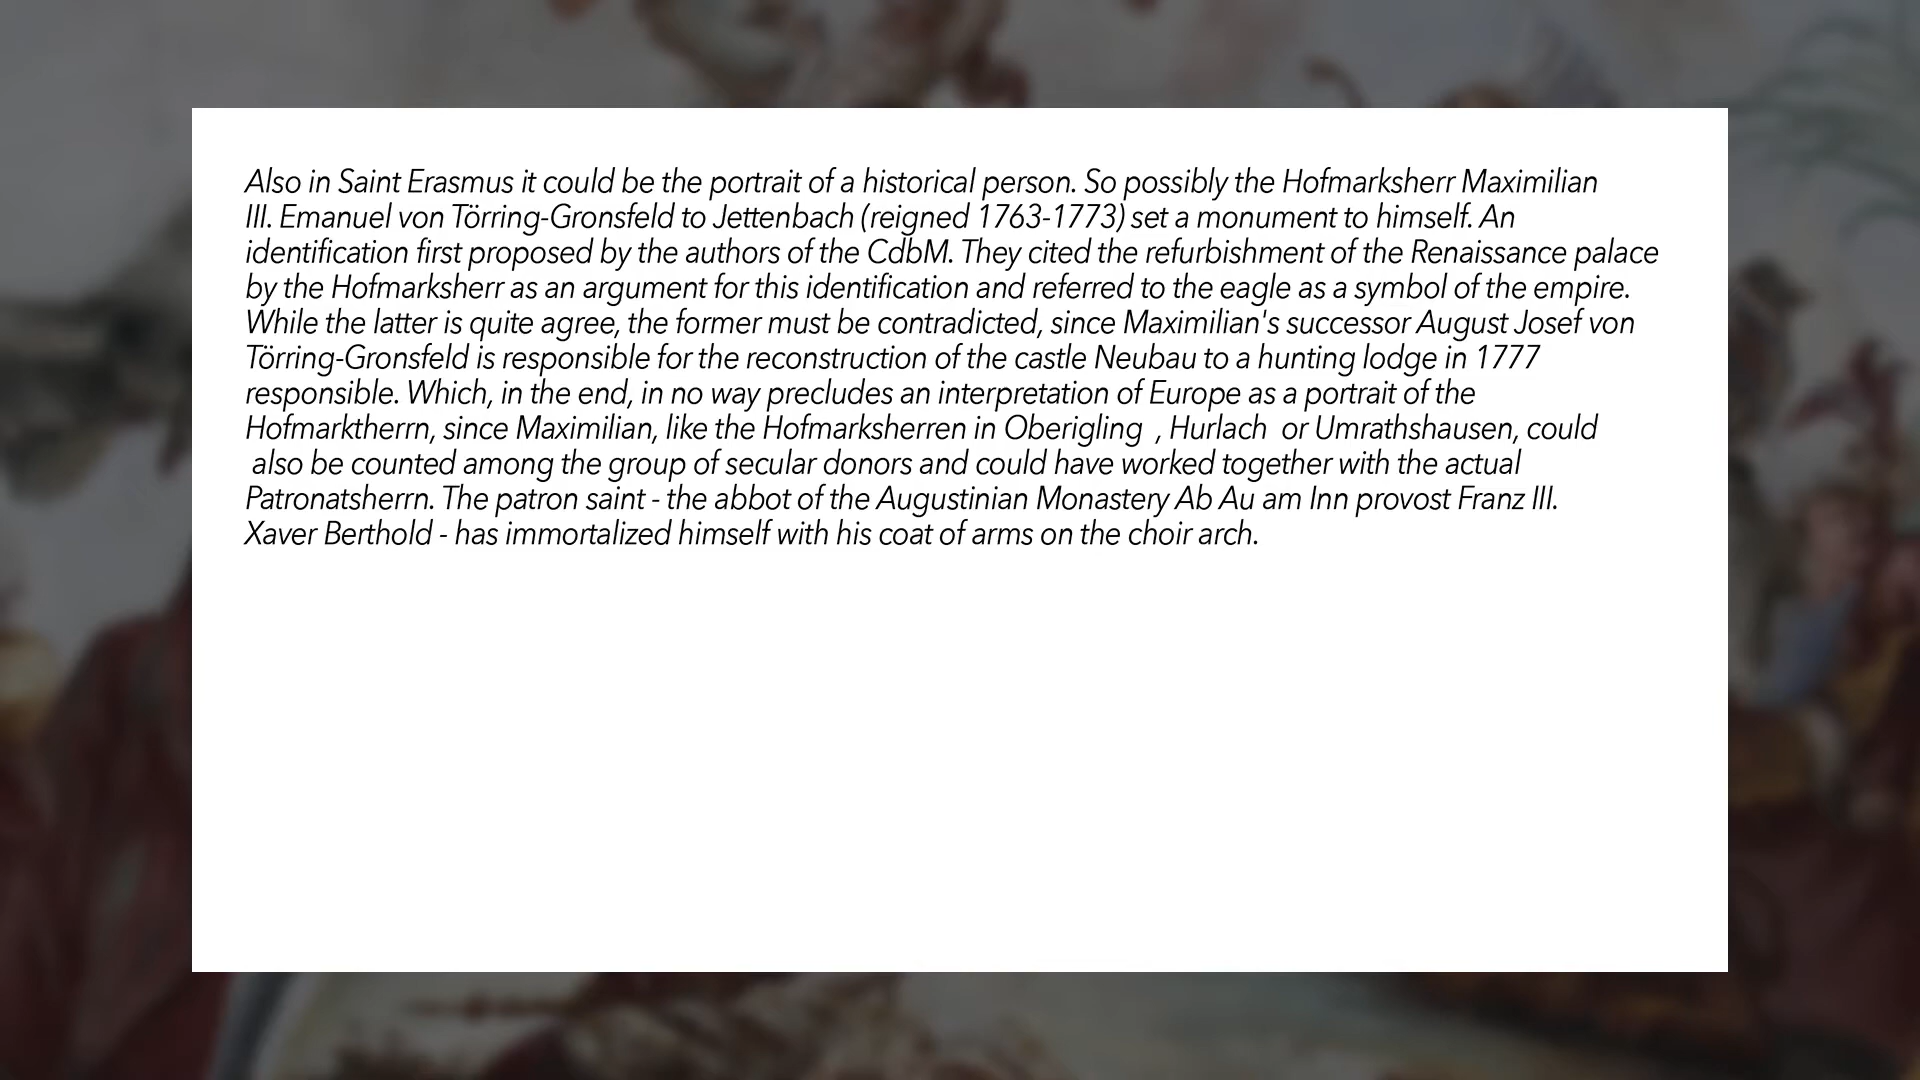 Also in Saint Erasmus it could be the portrait of a historical person. So possibly the Hofmarksherr Maximilian
III. Emanuel von Törring-Gronsfeld to Jettenbach (reigned 1763-1773) set a monument to himself. An
identification first proposed by the authors of the CdbM. They cited the refurbishment of the Renaissance palace
by the Hofmarksherr as an argument for this identification and referred to the eagle as a symbol of the empire.
While the latter is quite agree, the former must be contradicted, since Maximilian's successor August Josef von
Törring-Gronsfeld is responsible for the reconstruction of the castle Neubau to a hunting lodge in 1777
responsible. Which, in the end, in no way precludes an interpretation of Europe as a portrait of the
Hofmarktherrn, since Maximilian, like the Hofmarksherren in Oberigling , Hurlach or Umrathshausen, could
also be counted among the group of secular donors and could have worked together with the actual
Patronatsherrn. The patron saint - the abbot of the Augustinian Monastery Ab Au am Inn provost Franz III.
Xaver Berthold - has immortalized himself with his coat of arms on the choir arch.